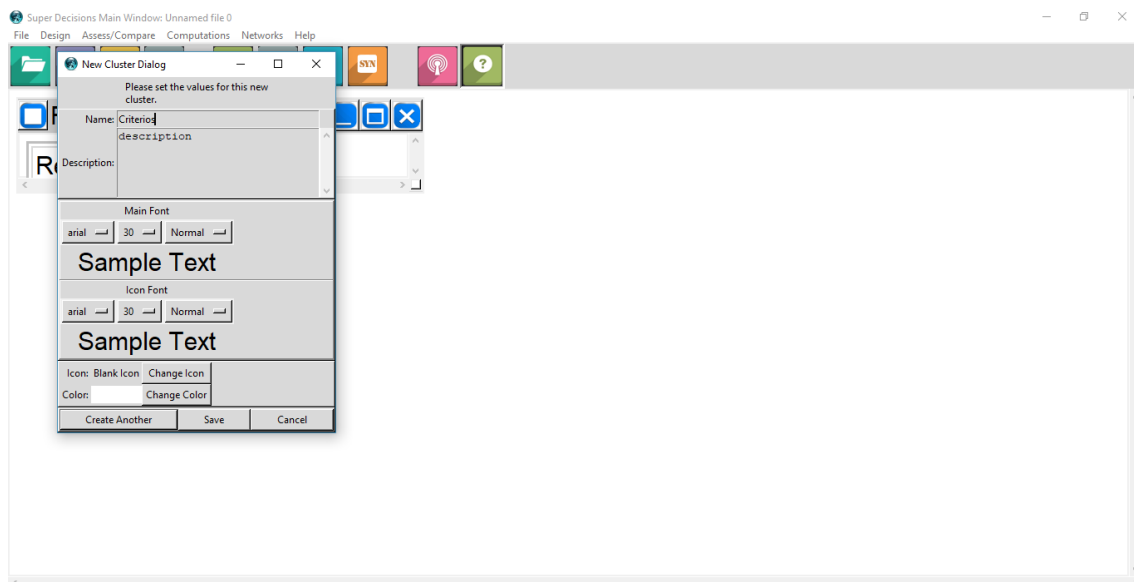 Super Decisions Main Window: Unnamed file 0
File Design Assess/Compare Computations Networks Help
SYN
?
New Cluster Dialog
Please set the values for this new
cluster.
Name: Criterios
description
Description:
Main Font
arial 30 Normal
Sample Text
Icon Font
arial 30 Normal
Sample Text
Icon: Blank Icon Change Icon
Color: Change Color
Create Another Save Cancel